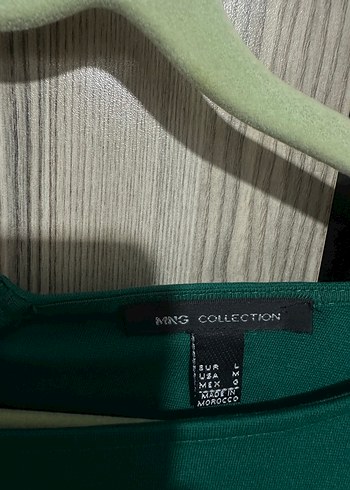 MNG COLLECTION
EUR L
USA M
MEX G
MADE IN
MOROCCO